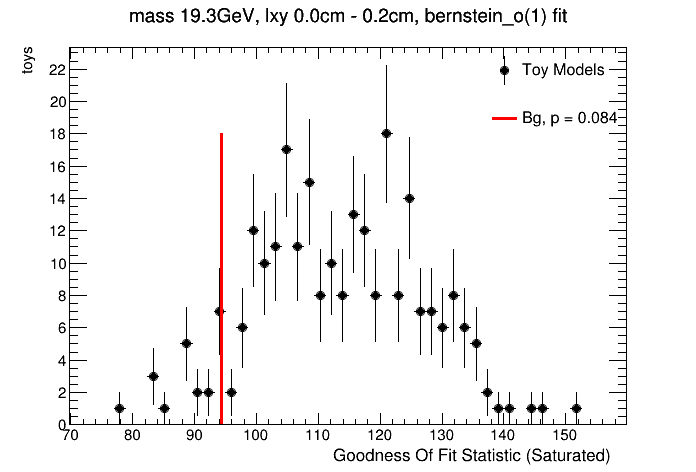 mass 19.3GeV, lxy 0.0cm - 0.2cm, bernstein_o(1) fit
toys
Toy Models
Bg, p = 0.084
22
20
18
16
14
12
10
8
6
4
2
0
70 80 90 100 110 120 130 140 150
Goodness Of Fit Statistic (Saturated)